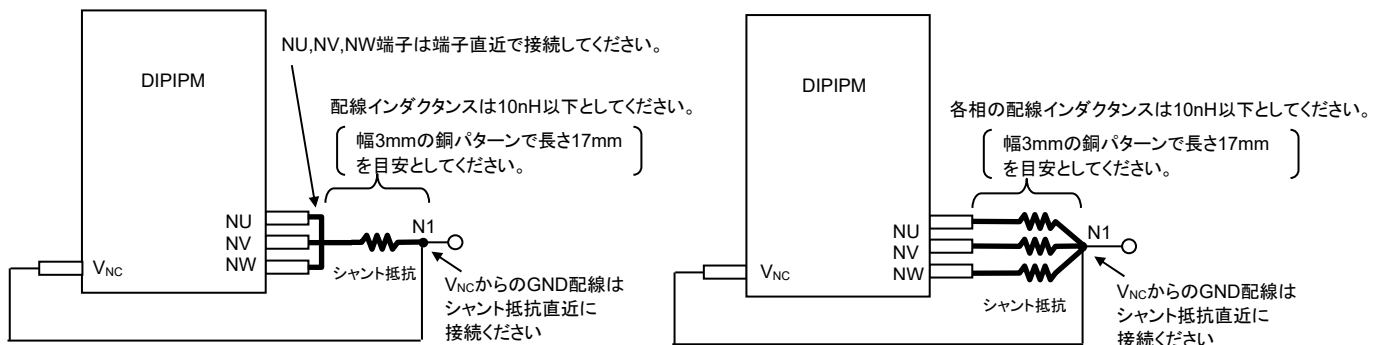 NU,NV,NW端子は端子直近で接続してください。
DIPIPM
配線インダクタンスは10nH以下としてください。
幅3mmの銅パターンで長さ17mm
を目安としてください。
NU
NV
NW
N1
VNC
シャント抵抗
VNCからのGND配線は
シャント抵抗直近に
接続ください
DIPIPM
各相の配線インダクタンスは10nH以下としてください。
幅3mmの銅パターンで長さ17mm
を目安としてください。
NU
NV
NW
N1
VNC
シャント抵抗
VNCからのGND配線は
シャント抵抗直近に
接続ください